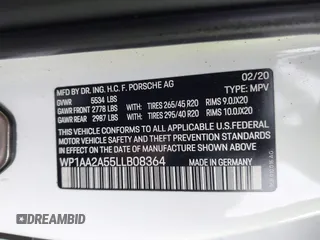 MFD BY DR. ING. H.C. F. PORSCHE AG 02/20
GVWR 5534 LBS TYPE: MPV
GAWR FRONT 2778 LBS WITH TIRES 265/45 R20 RIMS 9.0JX20
GAWR REAR 2987 LBS WITH TIRES 295/40 R20 RIMS 10.0JX20
THIS VEHICLE CONFORMS TO ALL APPLICABLE U.S.FEDERAL
MOTOR VEHICLE SAFETY AND THEFT PREVENTION
STANDARDS IN EFFECT ON THE DATE OF MANUFACTURE
SHOWN ABOVE.
WP1AA2A55LLB08364
DREAMBID
DREAMBID.COM